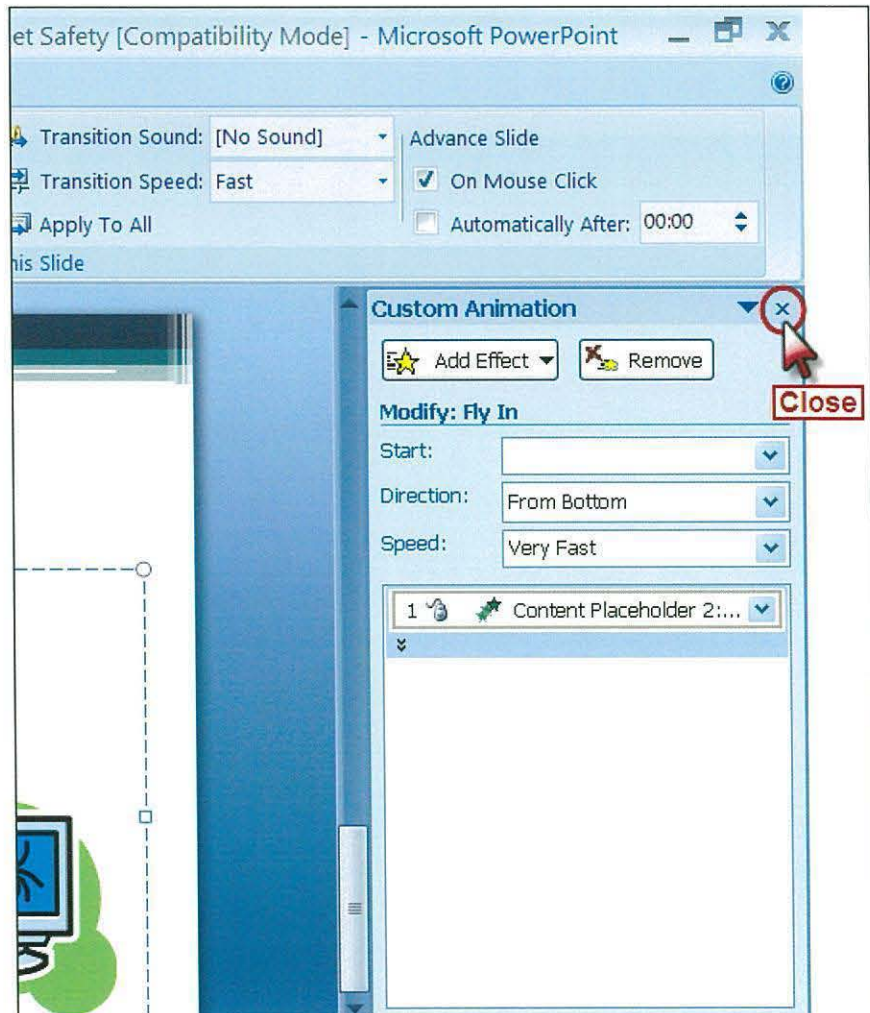 et Safety [Compatibility Mode] - Microsoft PowerPoint
Transition Sound: [No Sound]
Advance Slide
Transition Speed: Fast
On Mouse Click
Apply To All
Automatically After: 00:00
his Slide
Custom Animation
Add Effect
Remove
Close
Modify: Fly In
Start:
Direction: From Bottom
Speed: Very Fast
1 Content Placeholder 2:...